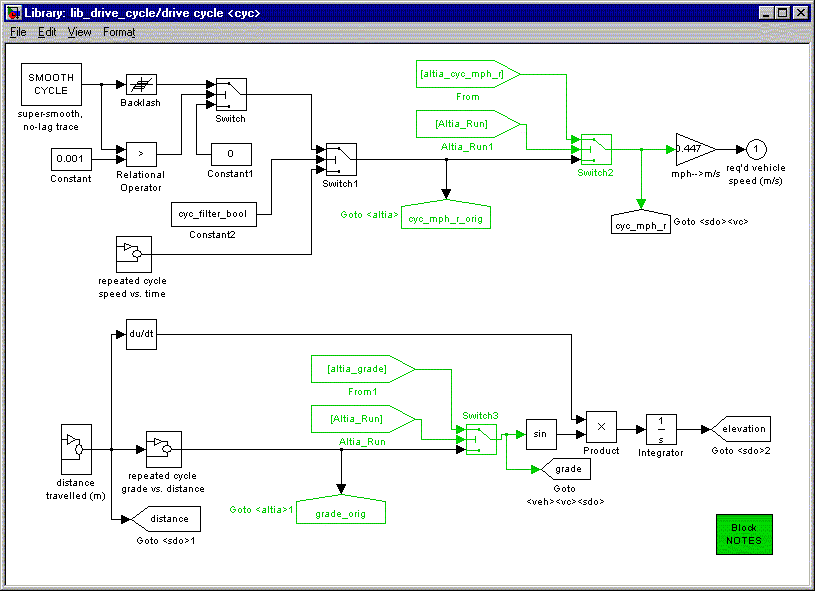 Library: lib_drive_cycle/drive cycle <cyc>
File Edit View Format
SMOOTH
CYCLE
super-smooth,
no-lag trace
Backlash
Switch
[altia_cyc_mph_r]
From
[Altia_Run]
Altia_Run1
0.001
Constant
>
Relational
Operator
0
Constant1
Switch1
Switch2
0.447
mph-->m/s
1
req'd vehicle
speed (m/s)
cyc_filter_bool
Constant2
Goto <altia>
cyc_mph_r_orig
cyc_mph_r
Goto <sdo><vc>
repeated cycle
speed vs. time
du/dt
[altia_grade]
From1
[Altia_Run]
Altia_Run
Switch3
sin
×
Product
1
s
Integrator
elevation
Goto <sdo>2
distance
travelled (m)
repeated cycle
grade vs. distance
grade
Goto
<veh><vc><sdo>
distance
Goto <sdo>1
Goto <altia>1
grade_orig
Block
NOTES